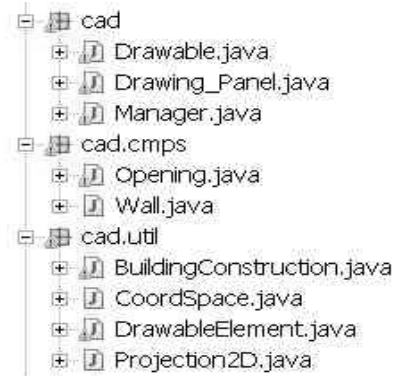 cad
Drawable.java
Drawing_Panel.java
Manager.java
cad.cmps
Opening.java
Wall.java
cad.util
BuildingConstruction.java
CoordSpace.java
DrawableElement.java
Projection2D.java